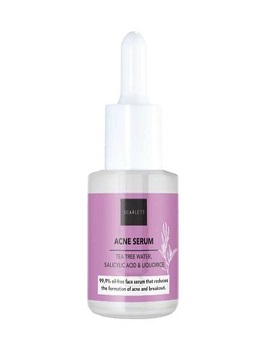 SCARLETT
ACNE SERUM
TEA TREE WATER,
SALICYLIC ACID & LIQUORICE
99,9% oil-free face serum that reduces
the formation of acne and breakout.